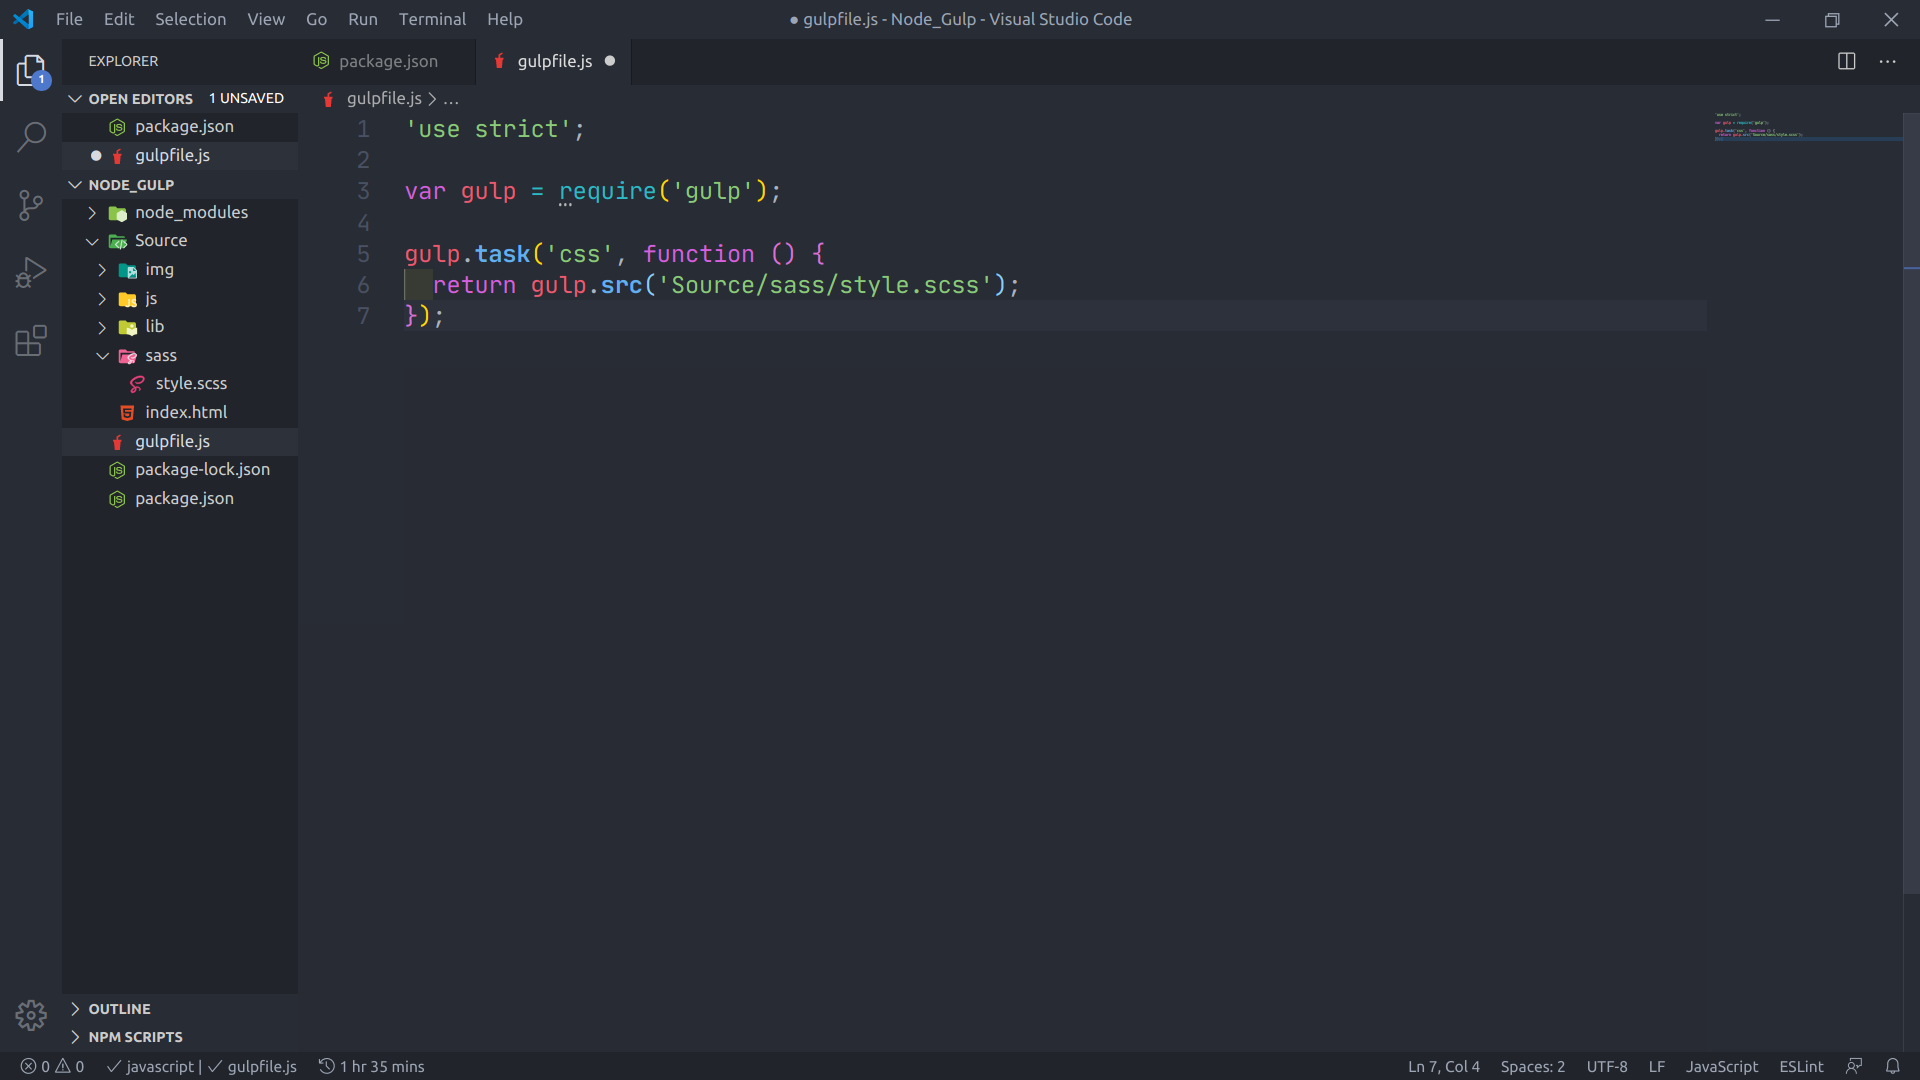 File Edit Selection View Go Run Terminal Help
● gulpfile.js - Node_Gulp - Visual Studio Code
1
EXPLORER
OPEN EDITORS 1 UNSAVED
package.json
gulpfile.js
NODE_GULP
node_modules
Source
img
js
lib
sass
style.scss
index.html
gulpfile.js
package-lock.json
package.json
OUTLINE
NPM SCRIPTS
package.json
gulpfile.js ●
gulpfile.js > ...
1 'use strict';
2
3 var gulp = require('gulp');
4
5 gulp.task('css', function () {
6   return gulp.src('Source/sass/style.scss');
7 });
0 0 javascript | gulpfile.js 1 hr 35 mins
Ln 7, Col 4 Spaces: 2 UTF-8 LF JavaScript ESLint